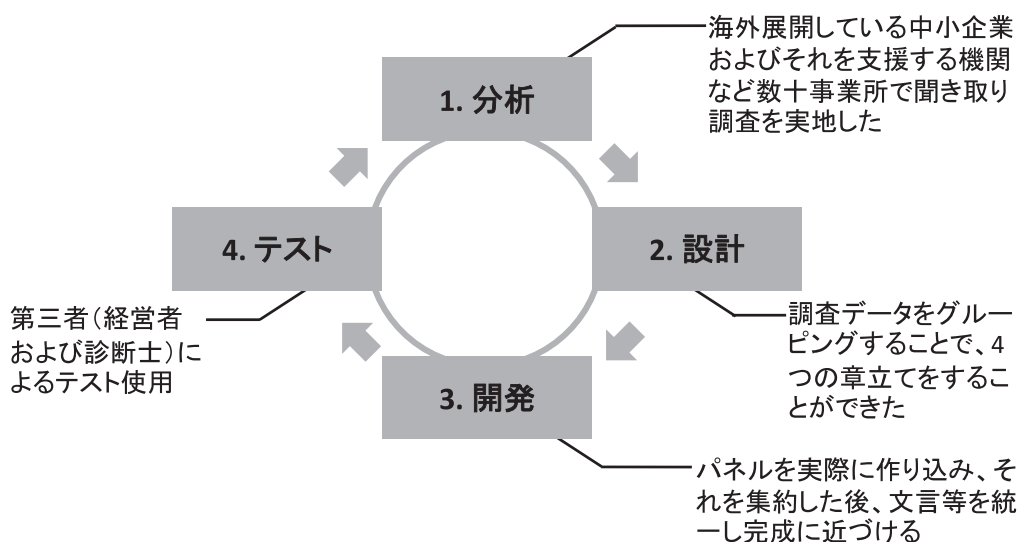 海外展開している中小企業
およびそれを支援する機関
など数十事業所で聞き取り
調査を実地した
1. 分析
4. テスト
2. 設計
第三者（経営者
および診断士）に
よるテスト使用
調査データをグルー
ピングすることで、4
つの章立てをするこ
とができた
3. 開発
パネルを実際に作り込み、そ
れを集約した後、文言等を統
一し完成に近づける